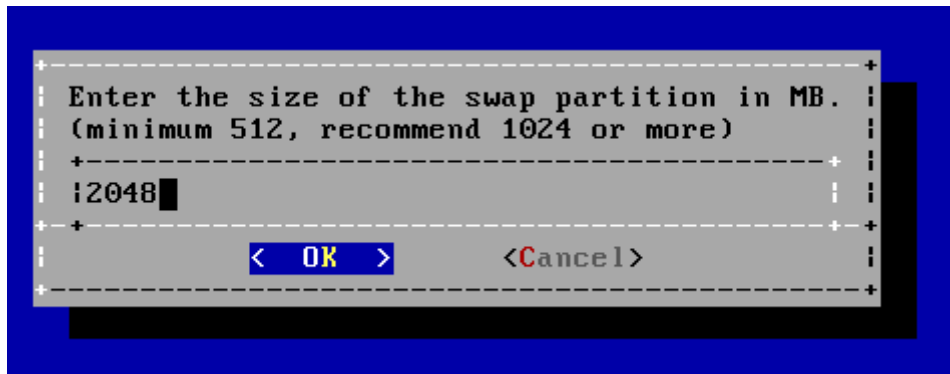 Enter the size of the swap partition in MB.
(minimum 512, recommend 1024 or more)
2048
< OK > <Cancel>